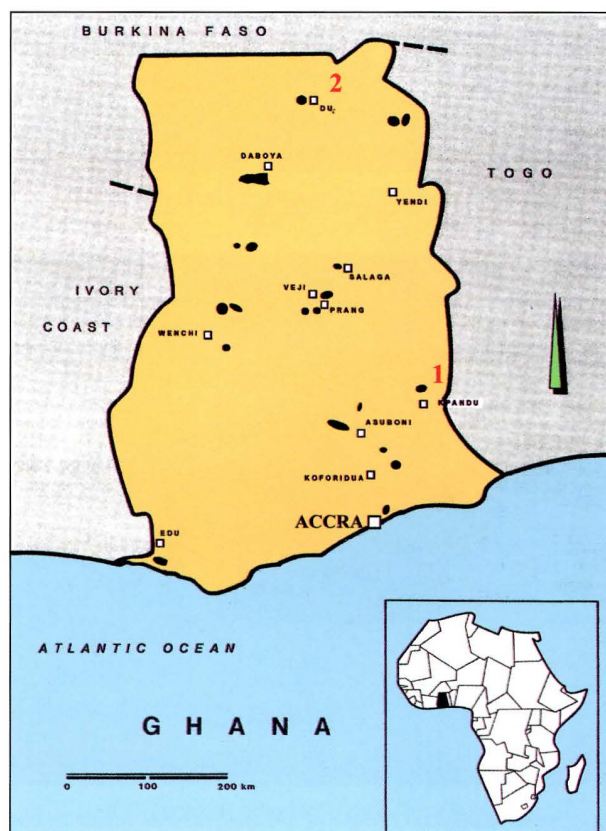 BURKINA FASO
2
DABOYA
TOGO
YENDI
SALAGA
IVORY
COAST
VEJI
PRANG
WENCHI
1
KPANDU
ASUBONI
KOFORIDUA
ACCRA
EDU
ATLANTIC OCEAN
GHANA
0 100 200 km